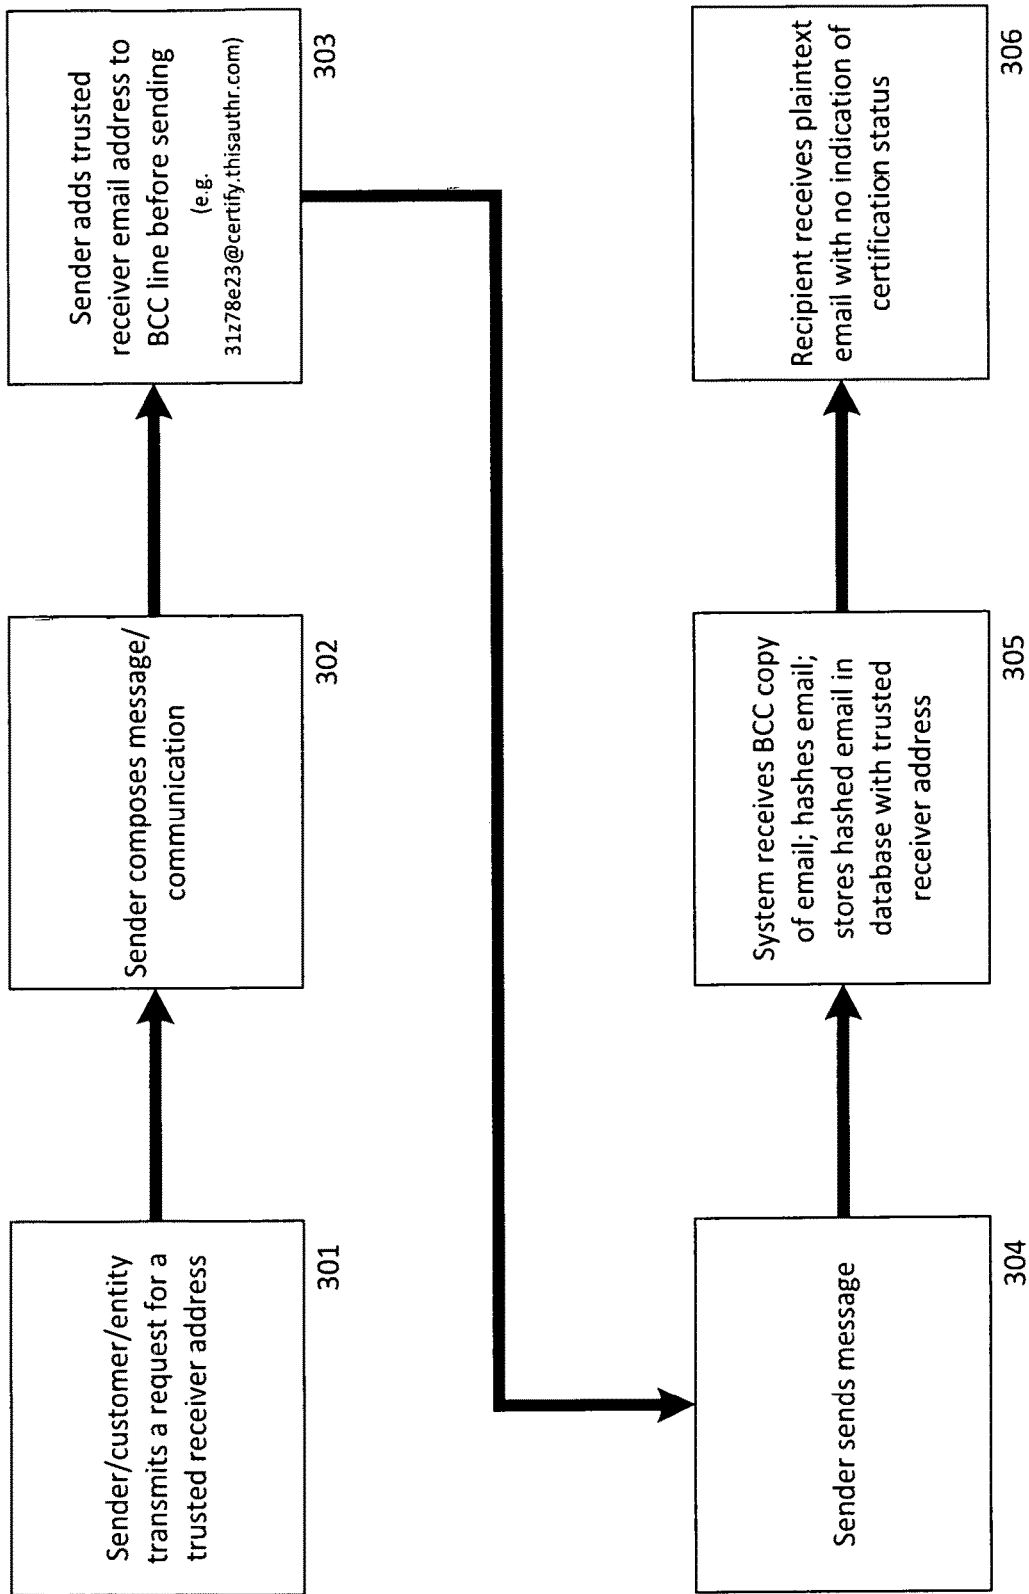 Sender/customer/entity
transmits a request for a
trusted receiver address
301
Sender composes message/
communication
302
Sender adds trusted
receiver email address to
BCC line before sending
(e.g.
31z78e23@certify.thisauthr.com)
303
Sender sends message
304
System receives BCC copy
of email; hashes email;
stores hashed email in
database with trusted
receiver address
305
Recipient receives plaintext
email with no indication of
certification status
306